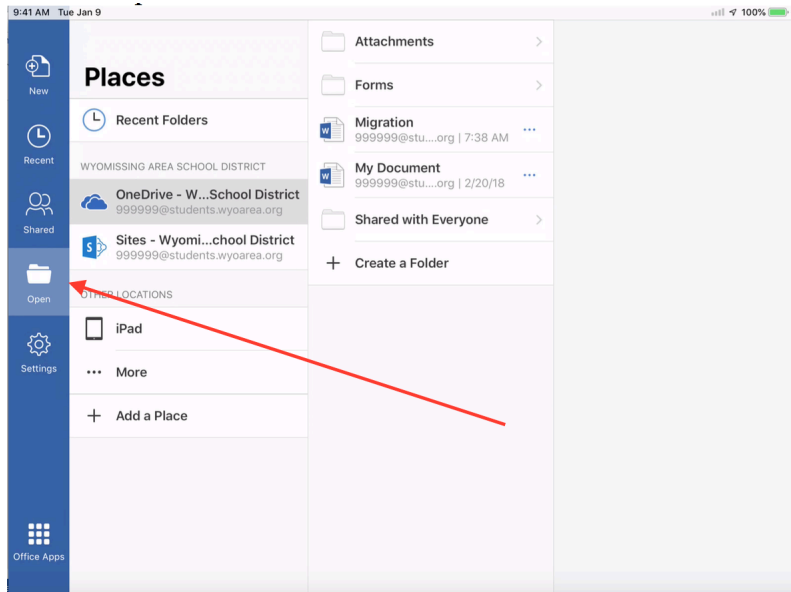 9:41 AM Tue Jan 9
100%
New
Recent
Shared
Open
Settings
Office Apps
Places
Recent Folders
WYOMISSING AREA SCHOOL DISTRICT
OneDrive - W...School District
999999@students.wyoarea.org
Sites - Wyomi...chool District
999999@students.wyoarea.org
OTHER LOCATIONS
iPad
More
Add a Place
Attachments
Forms
Migration
999999@stu....org | 7:38 AM
My Document
999999@stu....org | 2/20/18
Shared with Everyone
Create a Folder